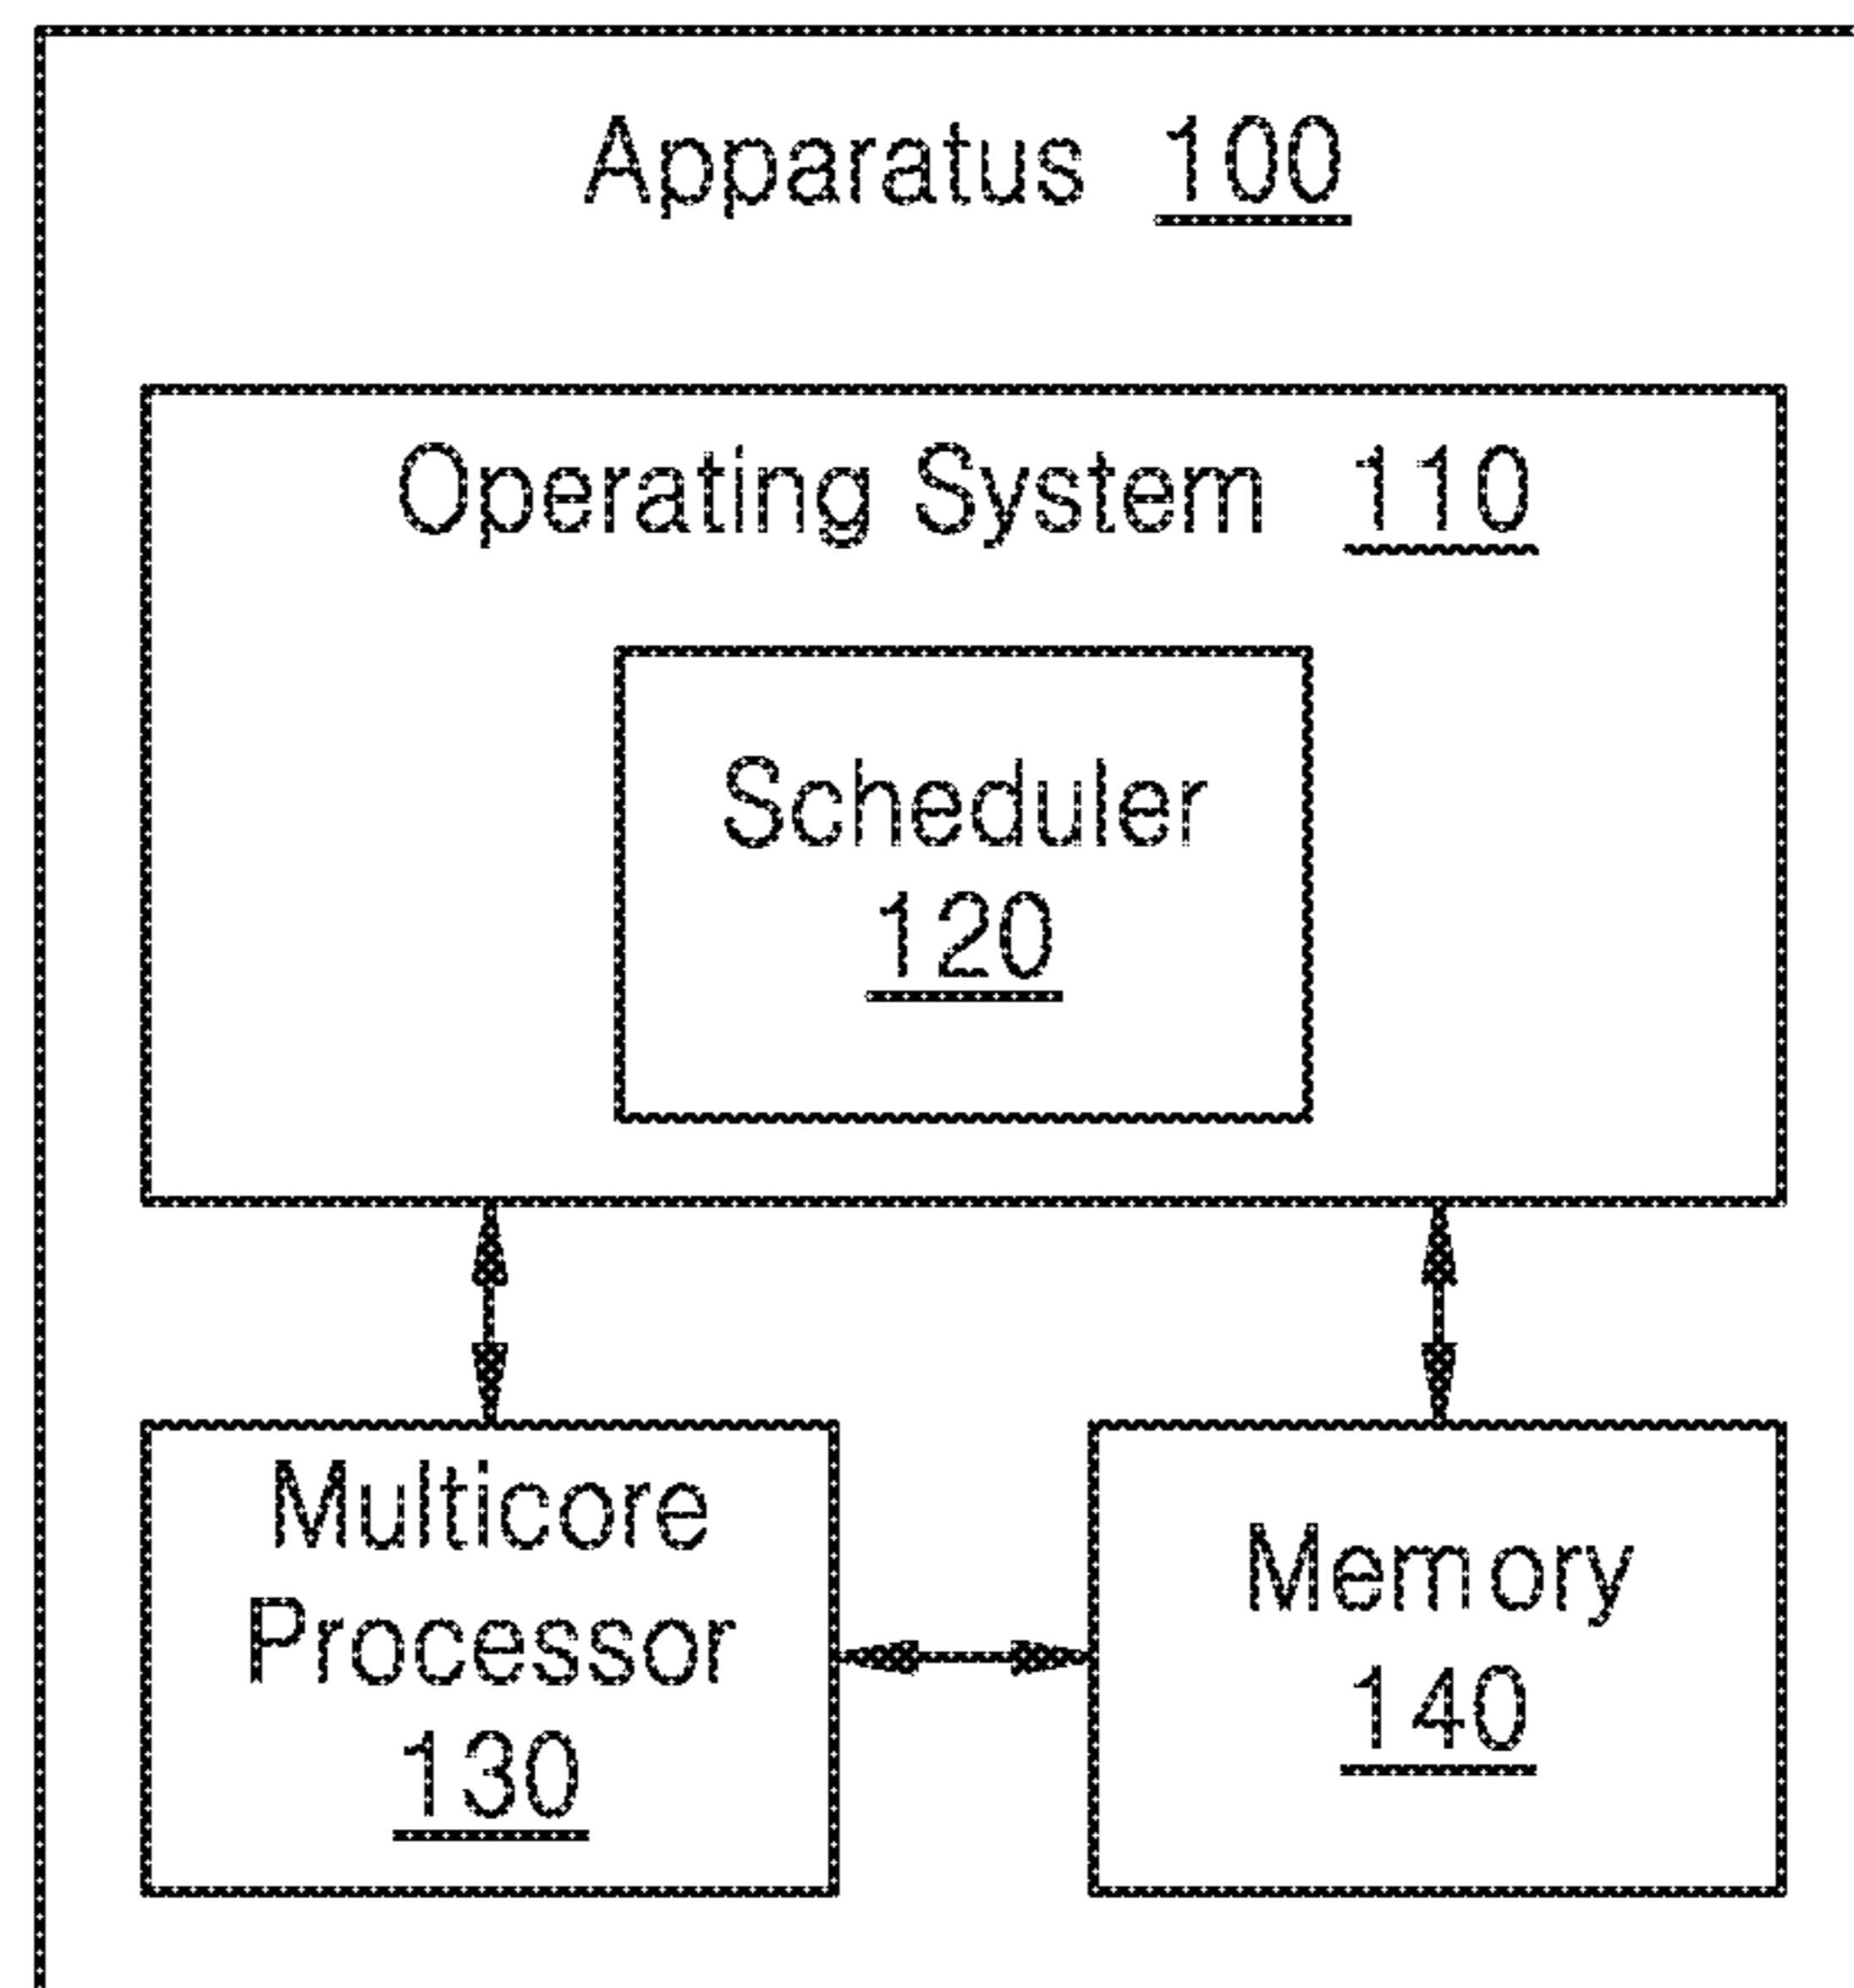 Apparatus 100
Operating System 110
Scheduler
120
Multicore
Processor
130
Memory
140